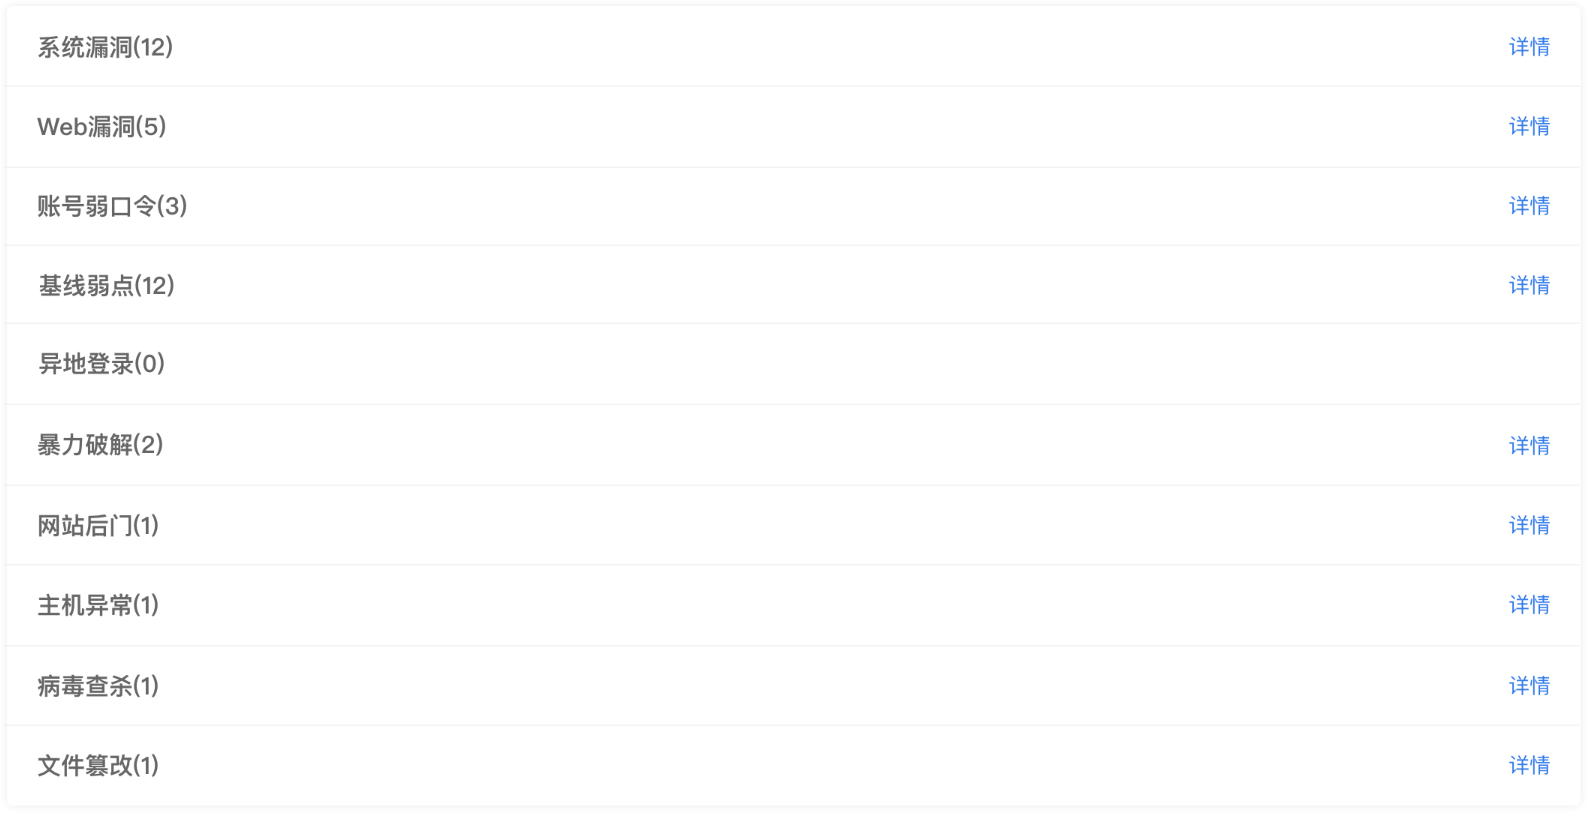 系统漏洞(12) 详情
Web漏洞(5) 详情
账号弱口令(3) 详情
基线弱点(12) 详情
异地登录(0)
暴力破解(2) 详情
网站后门(1) 详情
主机异常(1) 详情
病毒查杀(1) 详情
文件篡改(1) 详情